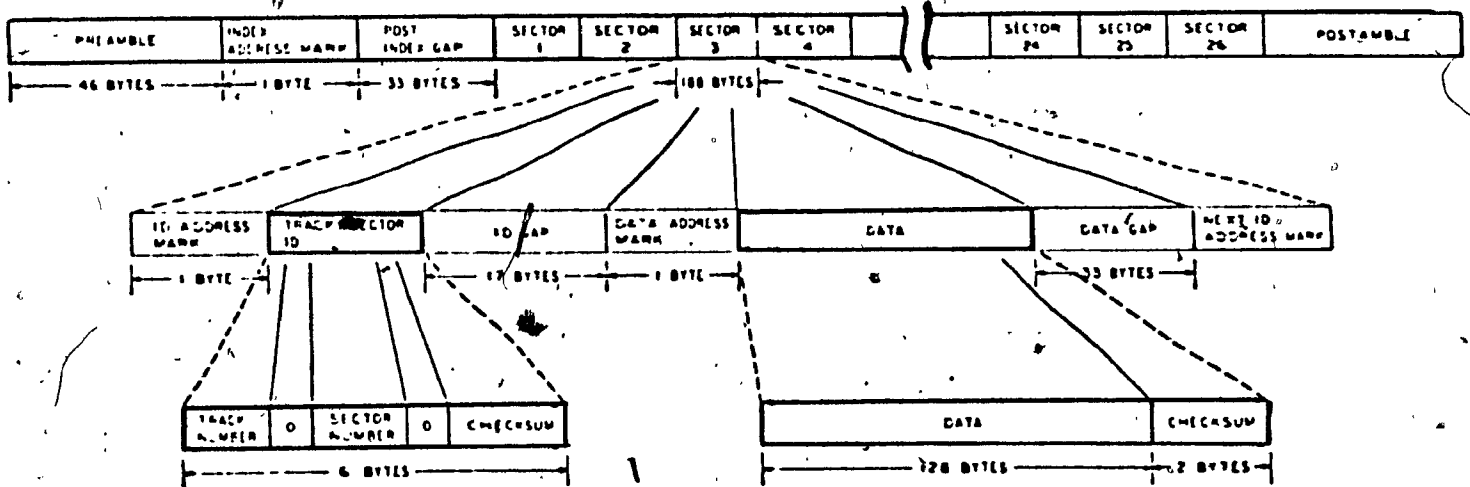 PREAMBLE
INDEX
ADDRESS MARK
POST
INDEX GAP
SECTOR
1
SECTOR
2
SECTOR
3
SECTOR
4
SECTOR
24
SECTOR
25
SECTOR
26
POSTAMBLE
46 BYTES
1 BYTE
33 BYTES
188 BYTES
ID ADDRESS
MARK
TRACK SECTOR
ID
ID GAP
DATA ADDRESS
MARK
DATA
DATA GAP
NEXT ID
ADDRESS MARK
1 BYTE
17 BYTES
1 BYTE
33 BYTES
TRACK
NUMBER
0
SECTOR
NUMBER
0
CHECKSUM
DATA
CHECKSUM
6 BYTES
128 BYTES
2 BYTES